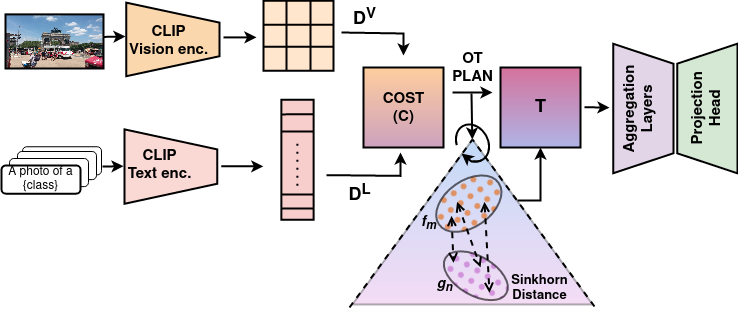 CLIP
Vision enc.
D^V
COST
(C)
OT
PLAN
T
Aggregation
Layers
Projection
Head
A photo of a
{class}
CLIP
Text enc.
D^L
f_m
g_n
Sinkhorn
Distance